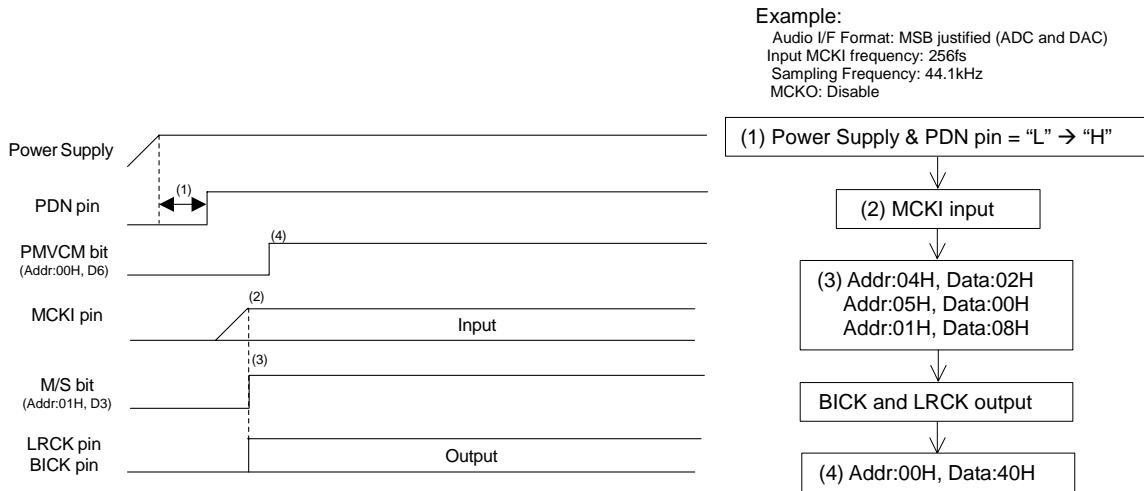 Example:
Audio I/F Format: MSB justified (ADC and DAC)
Input MCKI frequency: 256fs
Sampling Frequency: 44.1kHz
MCKO: Disable
Power Supply
(1)
PDN pin
(4)
PMVCM bit
(Addr:00H, D6)
(2)
MCKI pin
Input
(3)
M/S bit
(Addr:01H, D3)
LRCK pin
BICK pin
Output
(1) Power Supply & PDN pin = “L” → “H”
(2) MCKI input
(3) Addr:04H, Data:02H
Addr:05H, Data:00H
Addr:01H, Data:08H
BICK and LRCK output
(4) Addr:00H, Data:40H